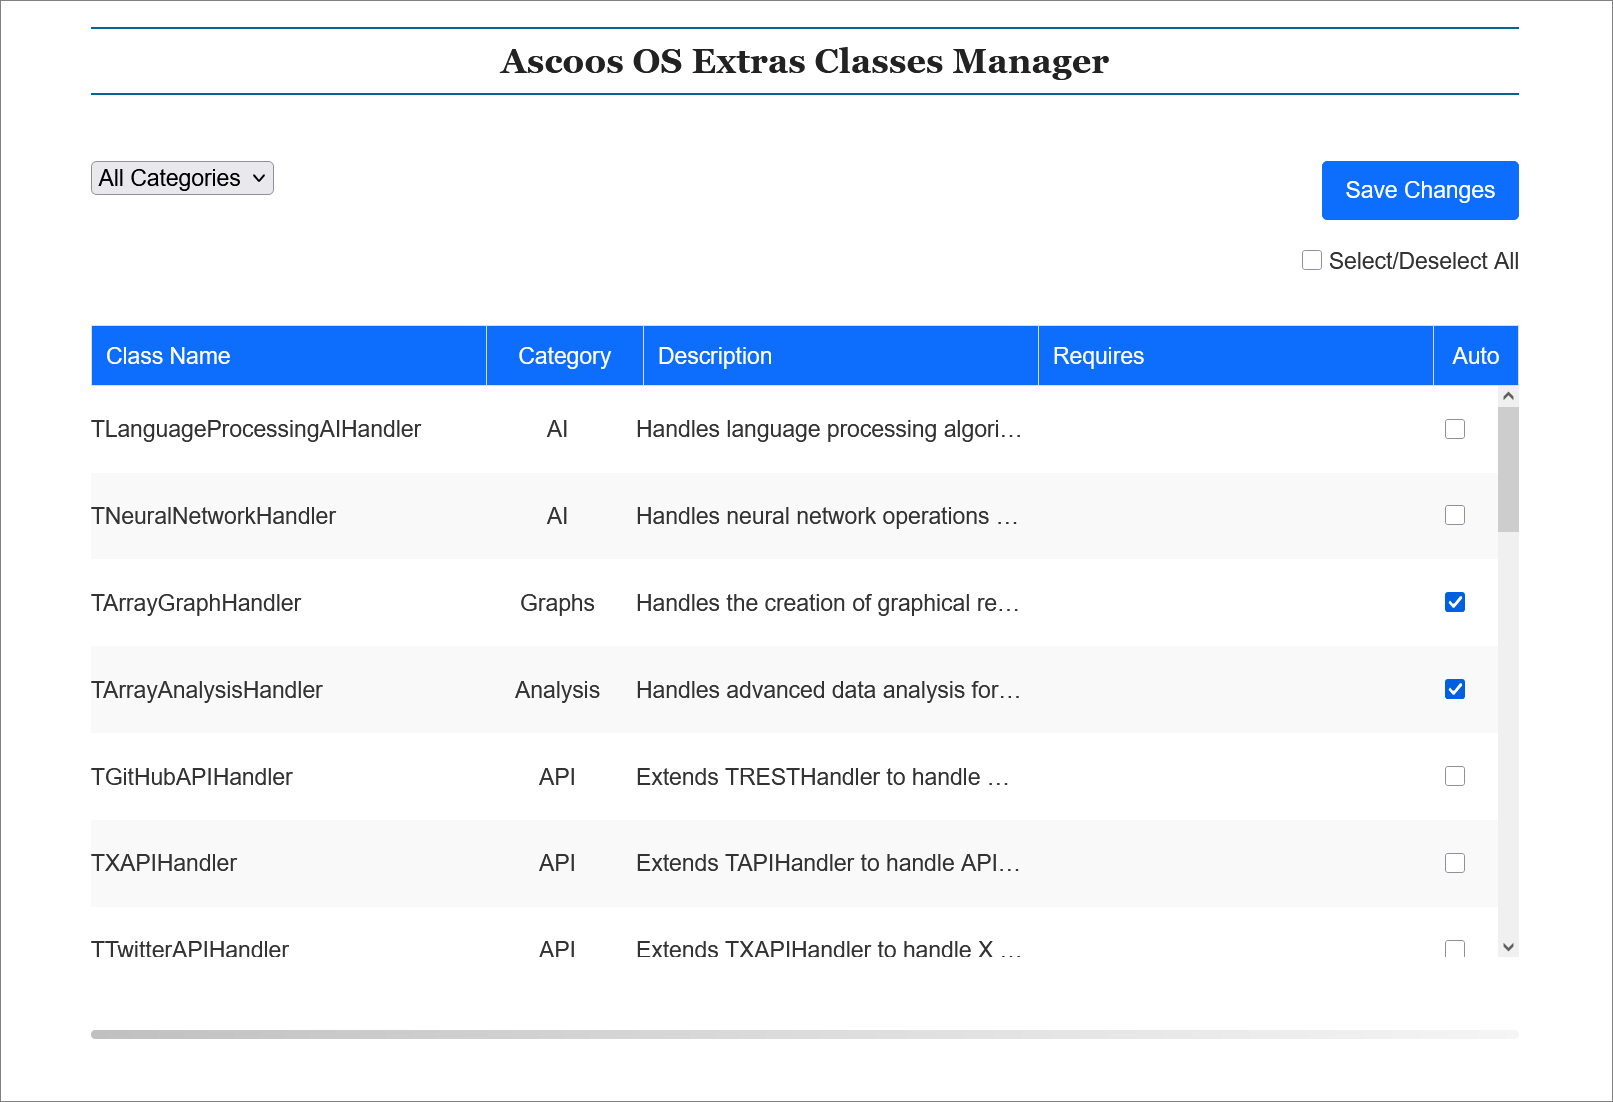 Ascoos OS Extras Classes Manager
All Categories
Save Changes
Select/Deselect All
Class Name Category Description Requires Auto
TLanguageProcessingAIHandler AI Handles language processing algori…
TNeuralNetworkHandler AI Handles neural network operations …
TArrayGraphHandler Graphs Handles the creation of graphical re…
TArrayAnalysisHandler Analysis Handles advanced data analysis for…
TGitHubAPIHandler API Extends TRESTHandler to handle …
TXAPIHandler API Extends TAPIHandler to handle API…
TTwitterAPIHandler API Extends TXAPIHandler to handle X …